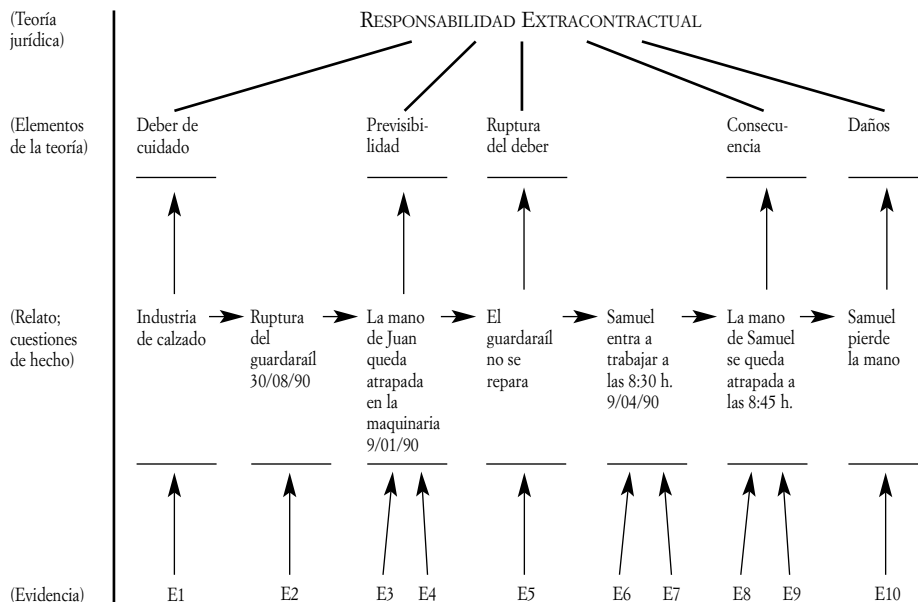 (Teoría
jurídica)
RESPONSABILIDAD EXTRACONTRACTUAL
(Elementos
de la teoría)
Deber de
cuidado
Previsibi-
lidad
Ruptura
del deber
Consecu-
encia
Daños
(Relato;
cuestiones
de hecho)
Industria
de calzado
Ruptura
del
guardaraíl
30/08/90
La mano
de Juan
queda
atrapada
en la
maquinaria
9/01/90
El
guardaraíl
no se
repara
Samuel
entra a
trabajar a
las 8:30 h.
9/04/90
La mano
de Samuel
se queda
atrapada a
las 8:45 h.
Samuel
pierde
la mano
(Evidencia)
E1
E2
E3
E4
E5
E6
E7
E8
E9
E10